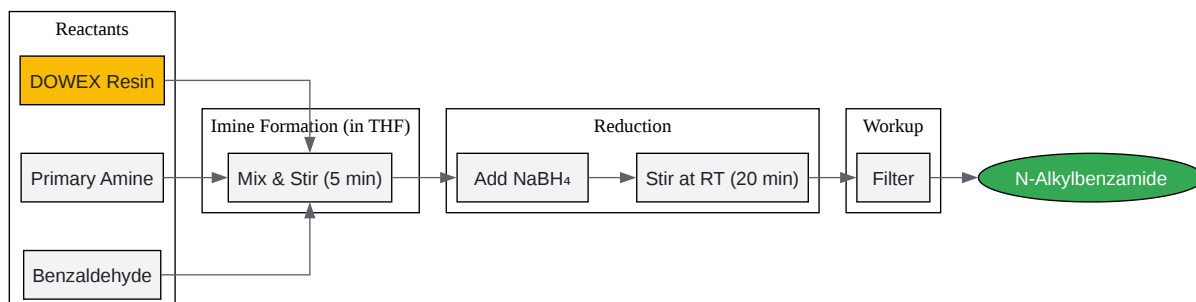 Reactants
DOWEX Resin
Primary Amine
Benzaldehyde
Imine Formation (in THF)
Mix & Stir (5 min)
Reduction
Add NaBH₄
Stir at RT (20 min)
Workup
Filter
N-Alkylbenzamide